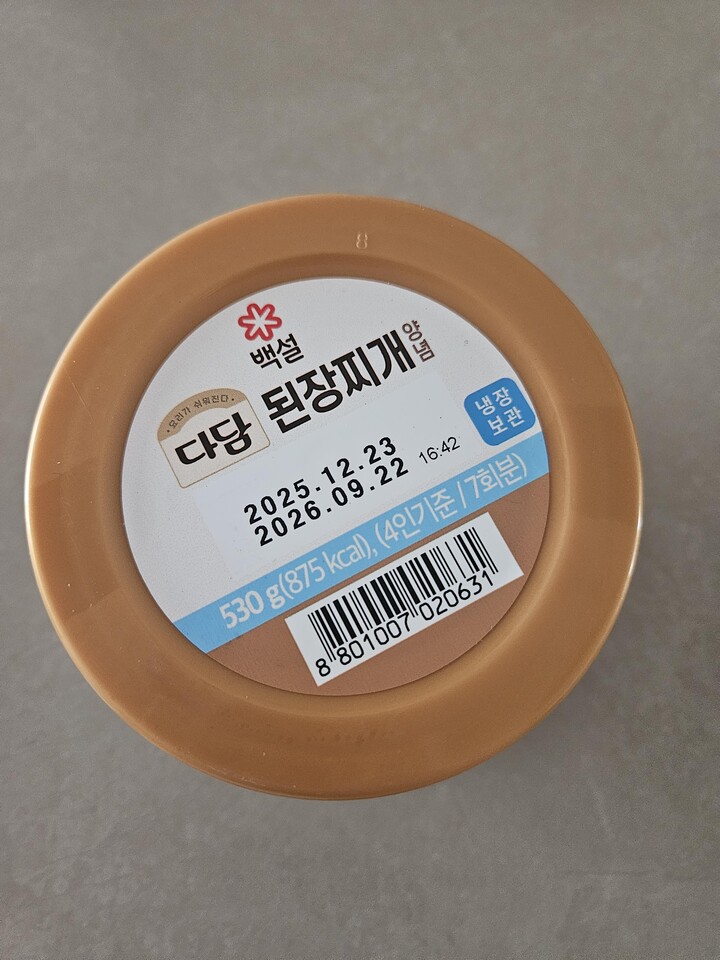 8
백설
·요리가 쉬워진다·
다담
된장찌개 양념
냉장
보관
2025.12.23
2026.09.22 16:42
530 g(875 kcal), (4인기준 / 7회분)
8 801007 020631